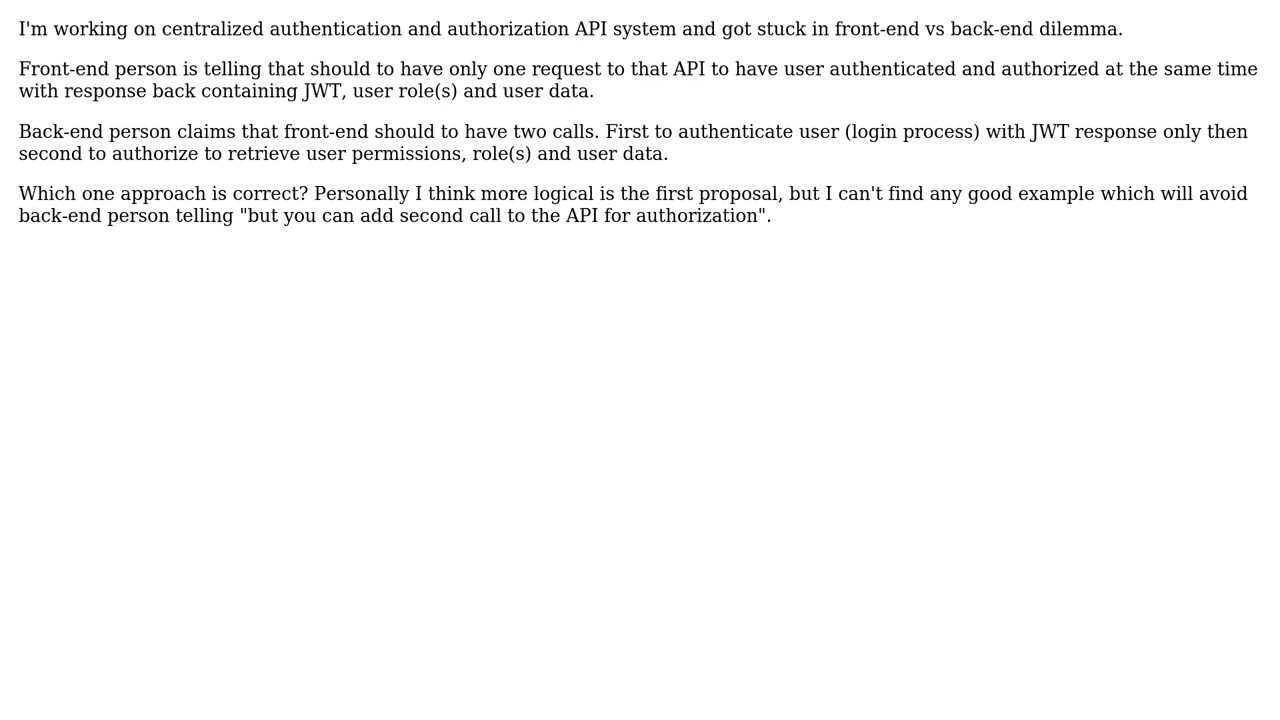 I'm working on centralized authentication and authorization API system and got stuck in front-end vs back-end dilemma.
Front-end person is telling that should to have only one request to that API to have user authenticated and authorized at the same time
with response back containing JWT, user role(s) and user data.
Back-end person claims that front-end should to have two calls. First to authenticate user (login process) with JWT response only then
second to authorize to retrieve user permissions, role(s) and user data.
Which one approach is correct? Personally I think more logical is the first proposal, but I can't find any good example which will avoid
back-end person telling "but you can add second call to the API for authorization".